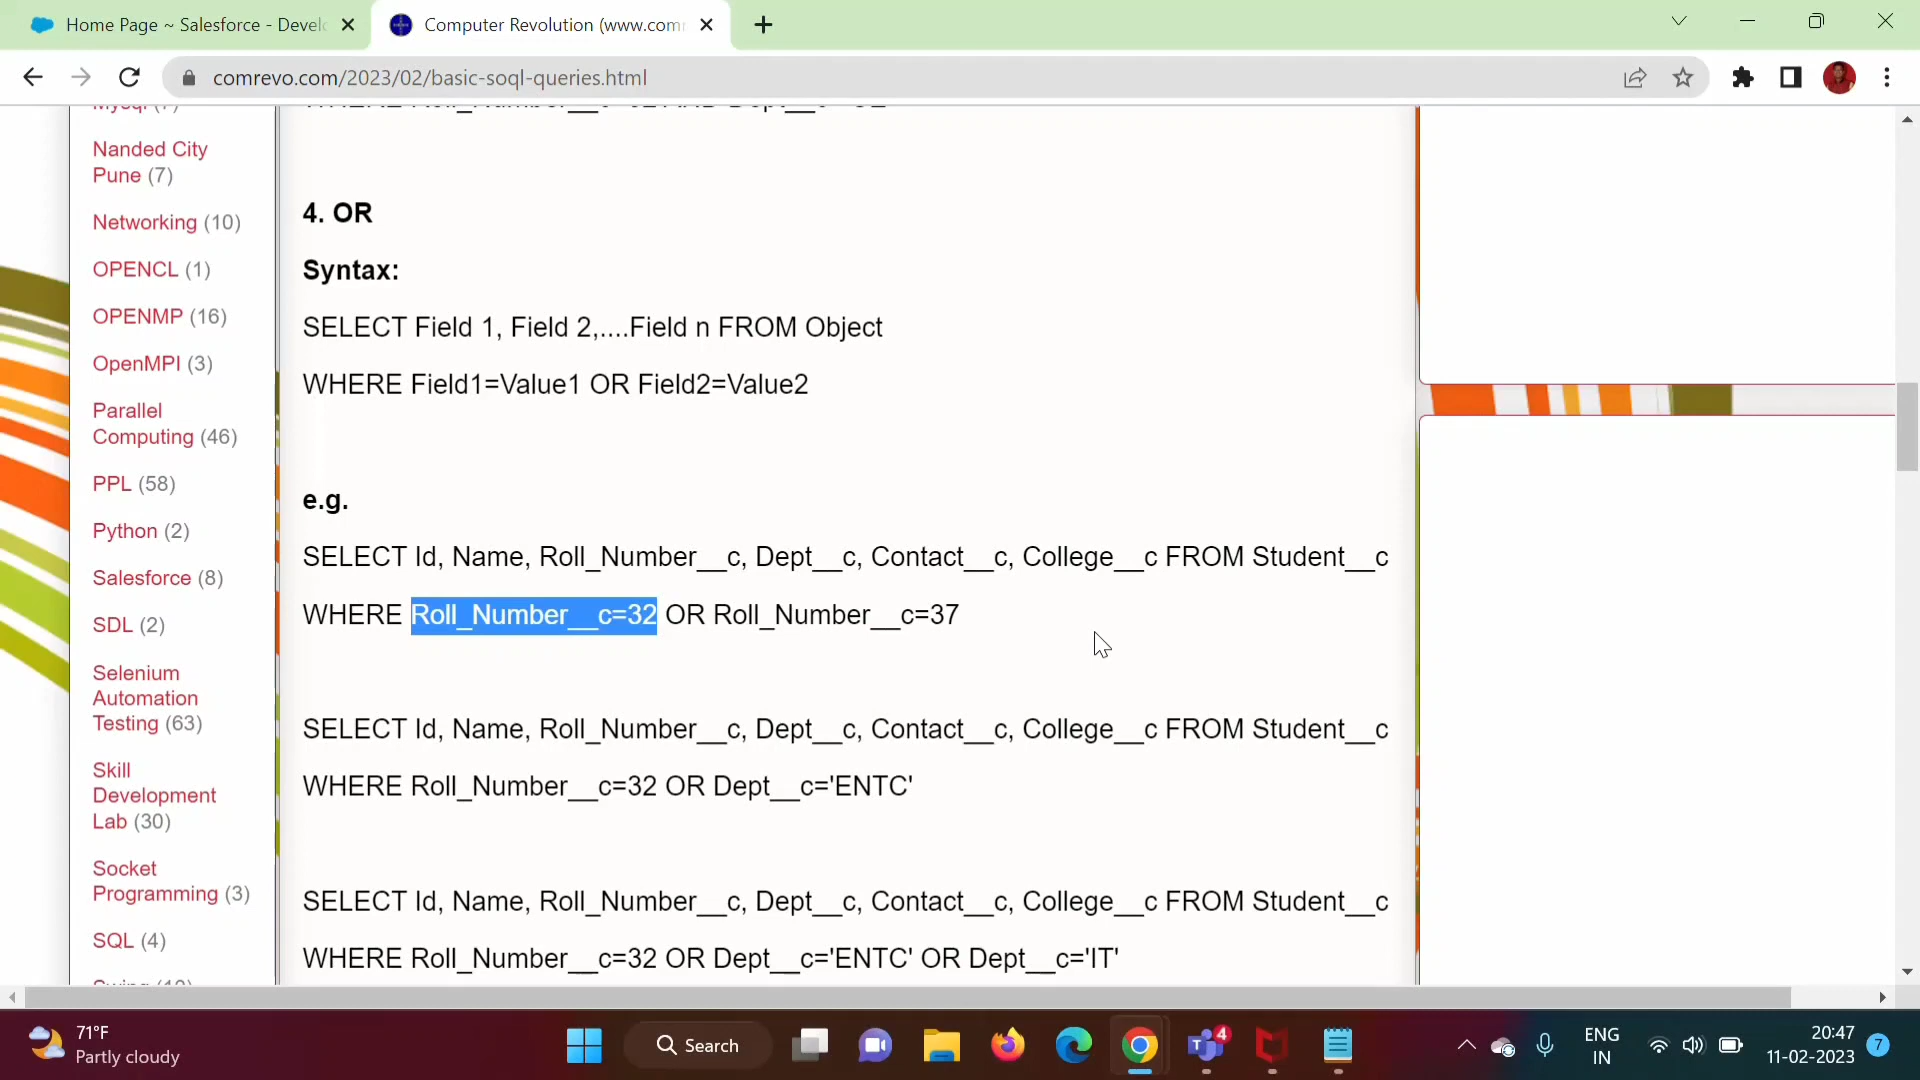 Home Page ~ Salesforce - Devel
Computer Revolution (www.com
comrevo.com/2023/02/basic-soql-queries.html
Nanded City
Pune (7)
Networking (10)
OPENCL (1)
OPENMP (16)
OpenMPI (3)
Parallel
Computing (46)
PPL (58)
Python (2)
Salesforce (8)
SDL (2)
Selenium
Automation
Testing (63)
Skill
Development
Lab (30)
Socket
Programming (3)
SQL (4)
4. OR
Syntax:
SELECT Field 1, Field 2,....Field n FROM Object
WHERE Field1=Value1 OR Field2=Value2
e.g.
SELECT Id, Name, Roll_Number__c, Dept__c, Contact__c, College__c FROM Student__c
WHERE Roll_Number__c=32 OR Roll_Number__c=37
SELECT Id, Name, Roll_Number__c, Dept__c, Contact__c, College__c FROM Student__c
WHERE Roll_Number__c=32 OR Dept__c='ENTC'
SELECT Id, Name, Roll_Number__c, Dept__c, Contact__c, College__c FROM Student__c
WHERE Roll_Number__c=32 OR Dept__c='ENTC' OR Dept__c='IT'
71°F
Partly cloudy
Search
4
ENG
IN
20:47
11-02-2023
7